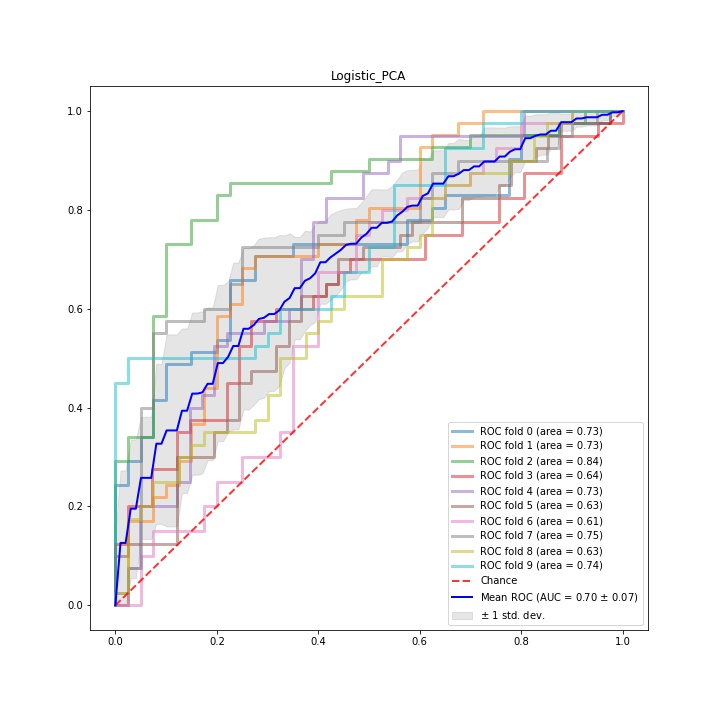 Logistic_PCA
1.0
0.8
0.6
0.4
0.2
0.0
0.0 0.2 0.4 0.6 0.8 1.0
ROC fold 0 (area = 0.73)
ROC fold 1 (area = 0.73)
ROC fold 2 (area = 0.84)
ROC fold 3 (area = 0.64)
ROC fold 4 (area = 0.73)
ROC fold 5 (area = 0.63)
ROC fold 6 (area = 0.61)
ROC fold 7 (area = 0.75)
ROC fold 8 (area = 0.63)
ROC fold 9 (area = 0.74)
Chance
Mean ROC (AUC = 0.70 ± 0.07)
± 1 std. dev.